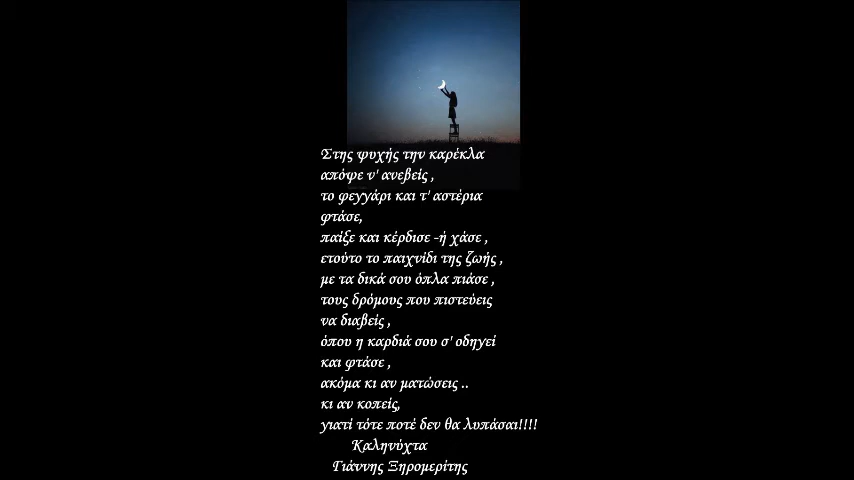 Στης ψυχής την καρέκλα
απόψε ν' ανεβείς ,
το φεγγάρι και τ' αστέρια
φτάσε,
παίξε και κέρδισε -ή χάσε ,
ετούτο το παιχνίδι της ζωής ,
με τα δικά σου όπλα πιάσε ,
τους δρόμους που πιστεύεις
να διαβείς ,
όπου η καρδιά σου σ' οδηγεί
και φτάσε ,
ακόμα κι αν ματώσεις ..
κι αν κοπείς,
γιατί τότε ποτέ δεν θα λυπάσαι!!!!
Καληνύχτα
Γιάννης Ξηρομερίτης